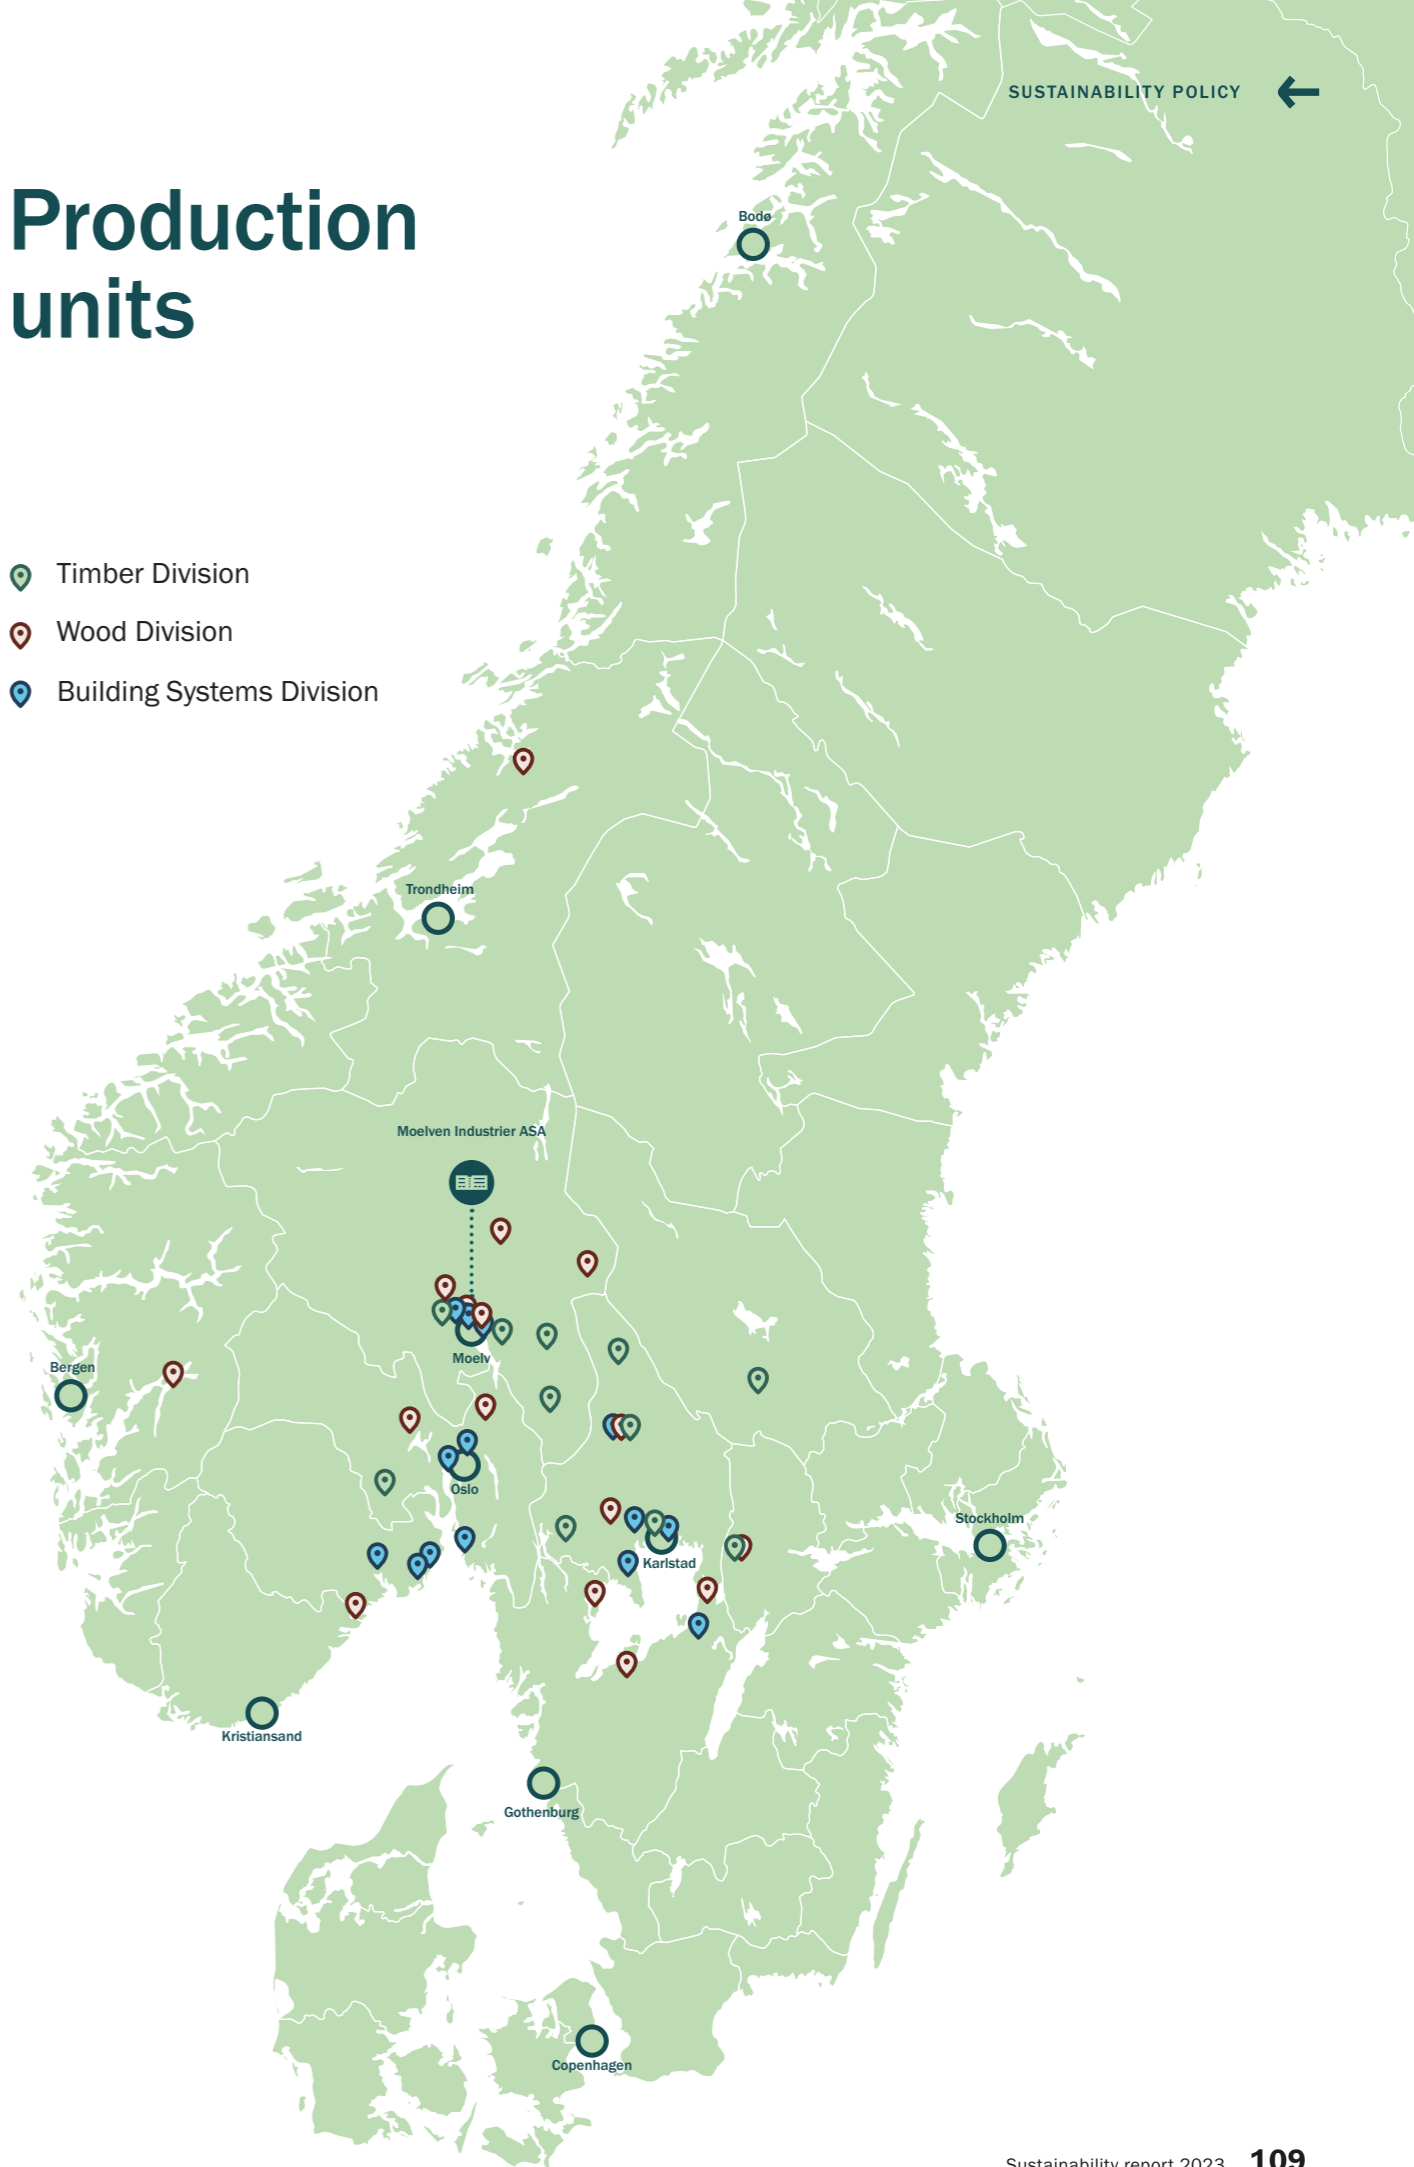 SUSTAINABILITY POLICY
Production
units
Bodø
Timber Division
Wood Division
Building Systems Division
Trondheim
Moelven Industrier ASA
Moelv
Bergen
Oslo
Stockholm
Karlstad
Kristiansand
Gothenburg
Copenhagen
Sustainability report 2023 109